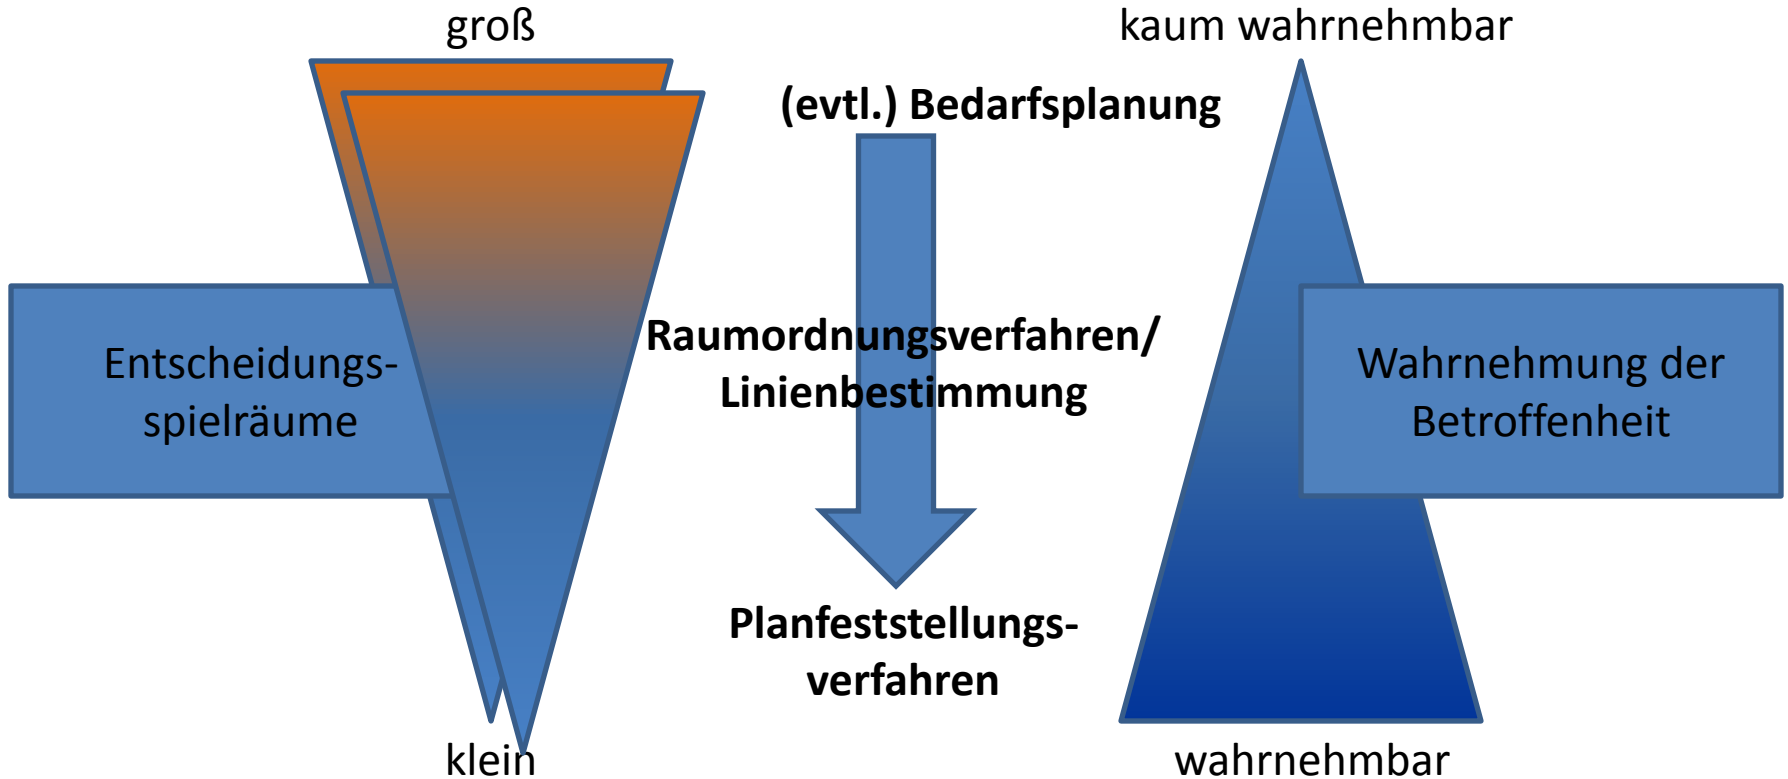 groß
kaum wahrnehmbar
(evtl.) Bedarfsplanung
Entscheidungs-
spielräume
Raumordnungsverfahren/
Linienbestimmung
Wahrnehmung der
Betroffenheit
Planfeststellungs-
verfahren
klein
wahrnehmbar